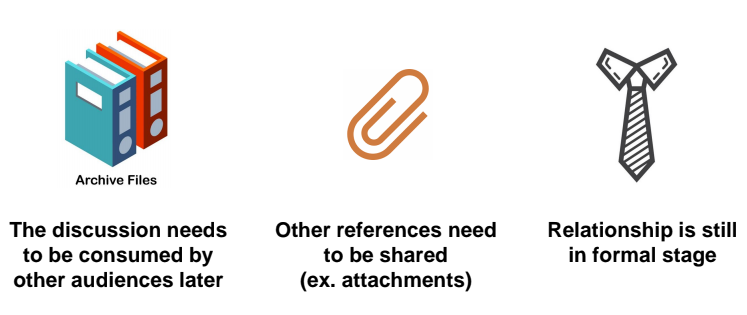 Archive Files
The discussion needs
to be consumed by
other audiences later
Other references need
to be shared
(ex. attachments)
Relationship is still
in formal stage